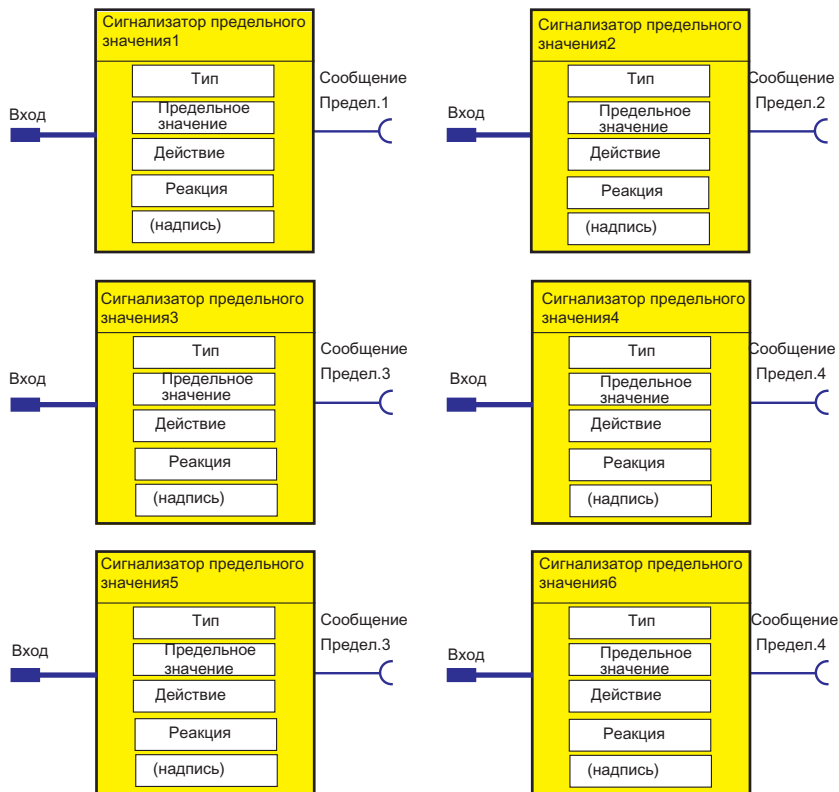 Сигнализатор предельного
значения1
Тип
Предельное
значение
Действие
Реакция
(надпись)
Вход
Сообщение
Предел.1
Сигнализатор предельного
значения2
Тип
Предельное
значение
Действие
Реакция
(надпись)
Вход
Сообщение
Предел.2
Сигнализатор предельного
значения3
Тип
Предельное
значение
Действие
Реакция
(надпись)
Вход
Сообщение
Предел.3
Сигнализатор предельного
значения4
Тип
Предельное
значение
Действие
Реакция
(надпись)
Вход
Сообщение
Предел.4
Сигнализатор предельного
значения5
Тип
Предельное
значение
Действие
Реакция
(надпись)
Вход
Сообщение
Предел.3
Сигнализатор предельного
значения6
Тип
Предельное
значение
Действие
Реакция
(надпись)
Вход
Сообщение
Предел.4